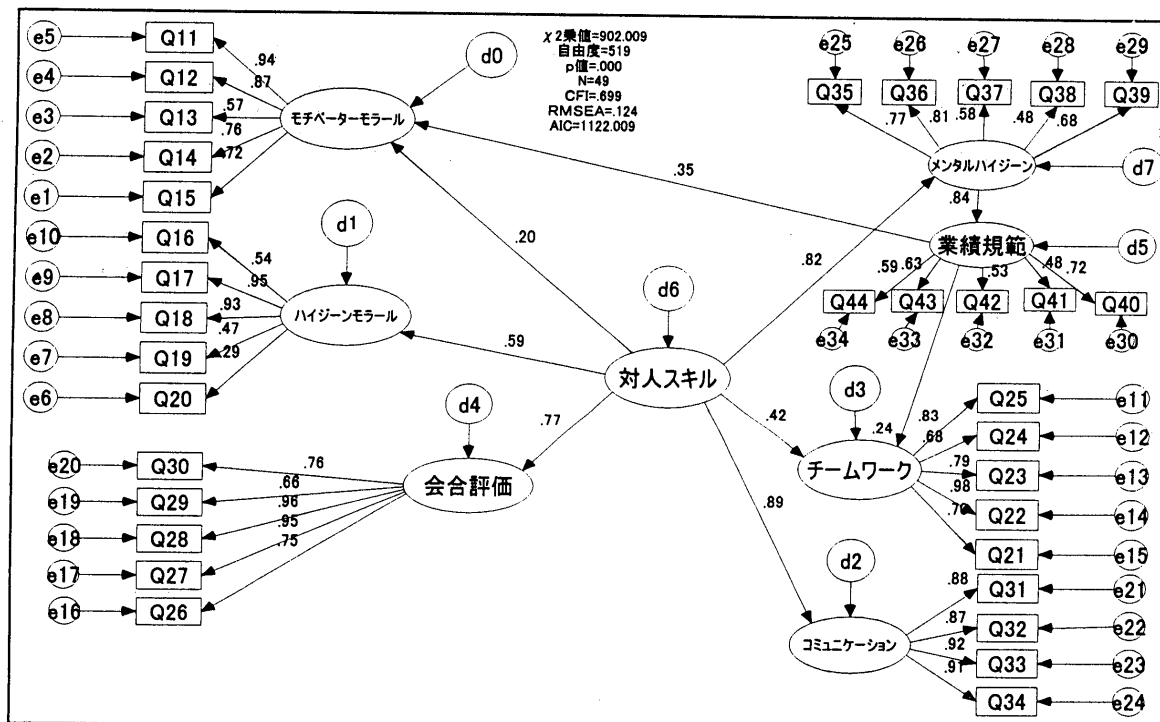 χ2乗値=902.009
自由度=519
p値=.000
N=49
CFI=.699
RMSEA=.124
AIC=1122.009
e5
Q11
.94
e4
Q12
.87
e3
Q13
.57
e2
Q14
.76
e1
Q15
.72
モチベーターモラール
d0
e10
Q16
.54
e9
Q17
.95
e8
Q18
.93
e7
Q19
.47
e6
Q20
.29
ハイジーンモラール
d1
e20
Q30
.76
e19
Q29
.66
e18
Q28
.96
e17
Q27
.95
e16
Q26
.75
会合評価
d4
対人スキル
d6
.35
.20
.59
.77
.82
.42
.89
e25
e26
e27
e28
e29
Q35
Q36
Q37
Q38
Q39
.77
.81
.58
.48
.68
メンタルハイジーン
d7
.84
業績規範
d5
.59
.63
.53
.48
.72
Q44
Q43
Q42
Q41
Q40
e34
e33
e32
e31
e30
d3
.24
チームワーク
.83
Q25
e11
.68
Q24
e12
.79
Q23
e13
.98
Q22
e14
Q21
e15
d2
コミュニケーション
.88
Q31
e21
.87
Q32
e22
.92
Q33
e23
.91
Q34
e24